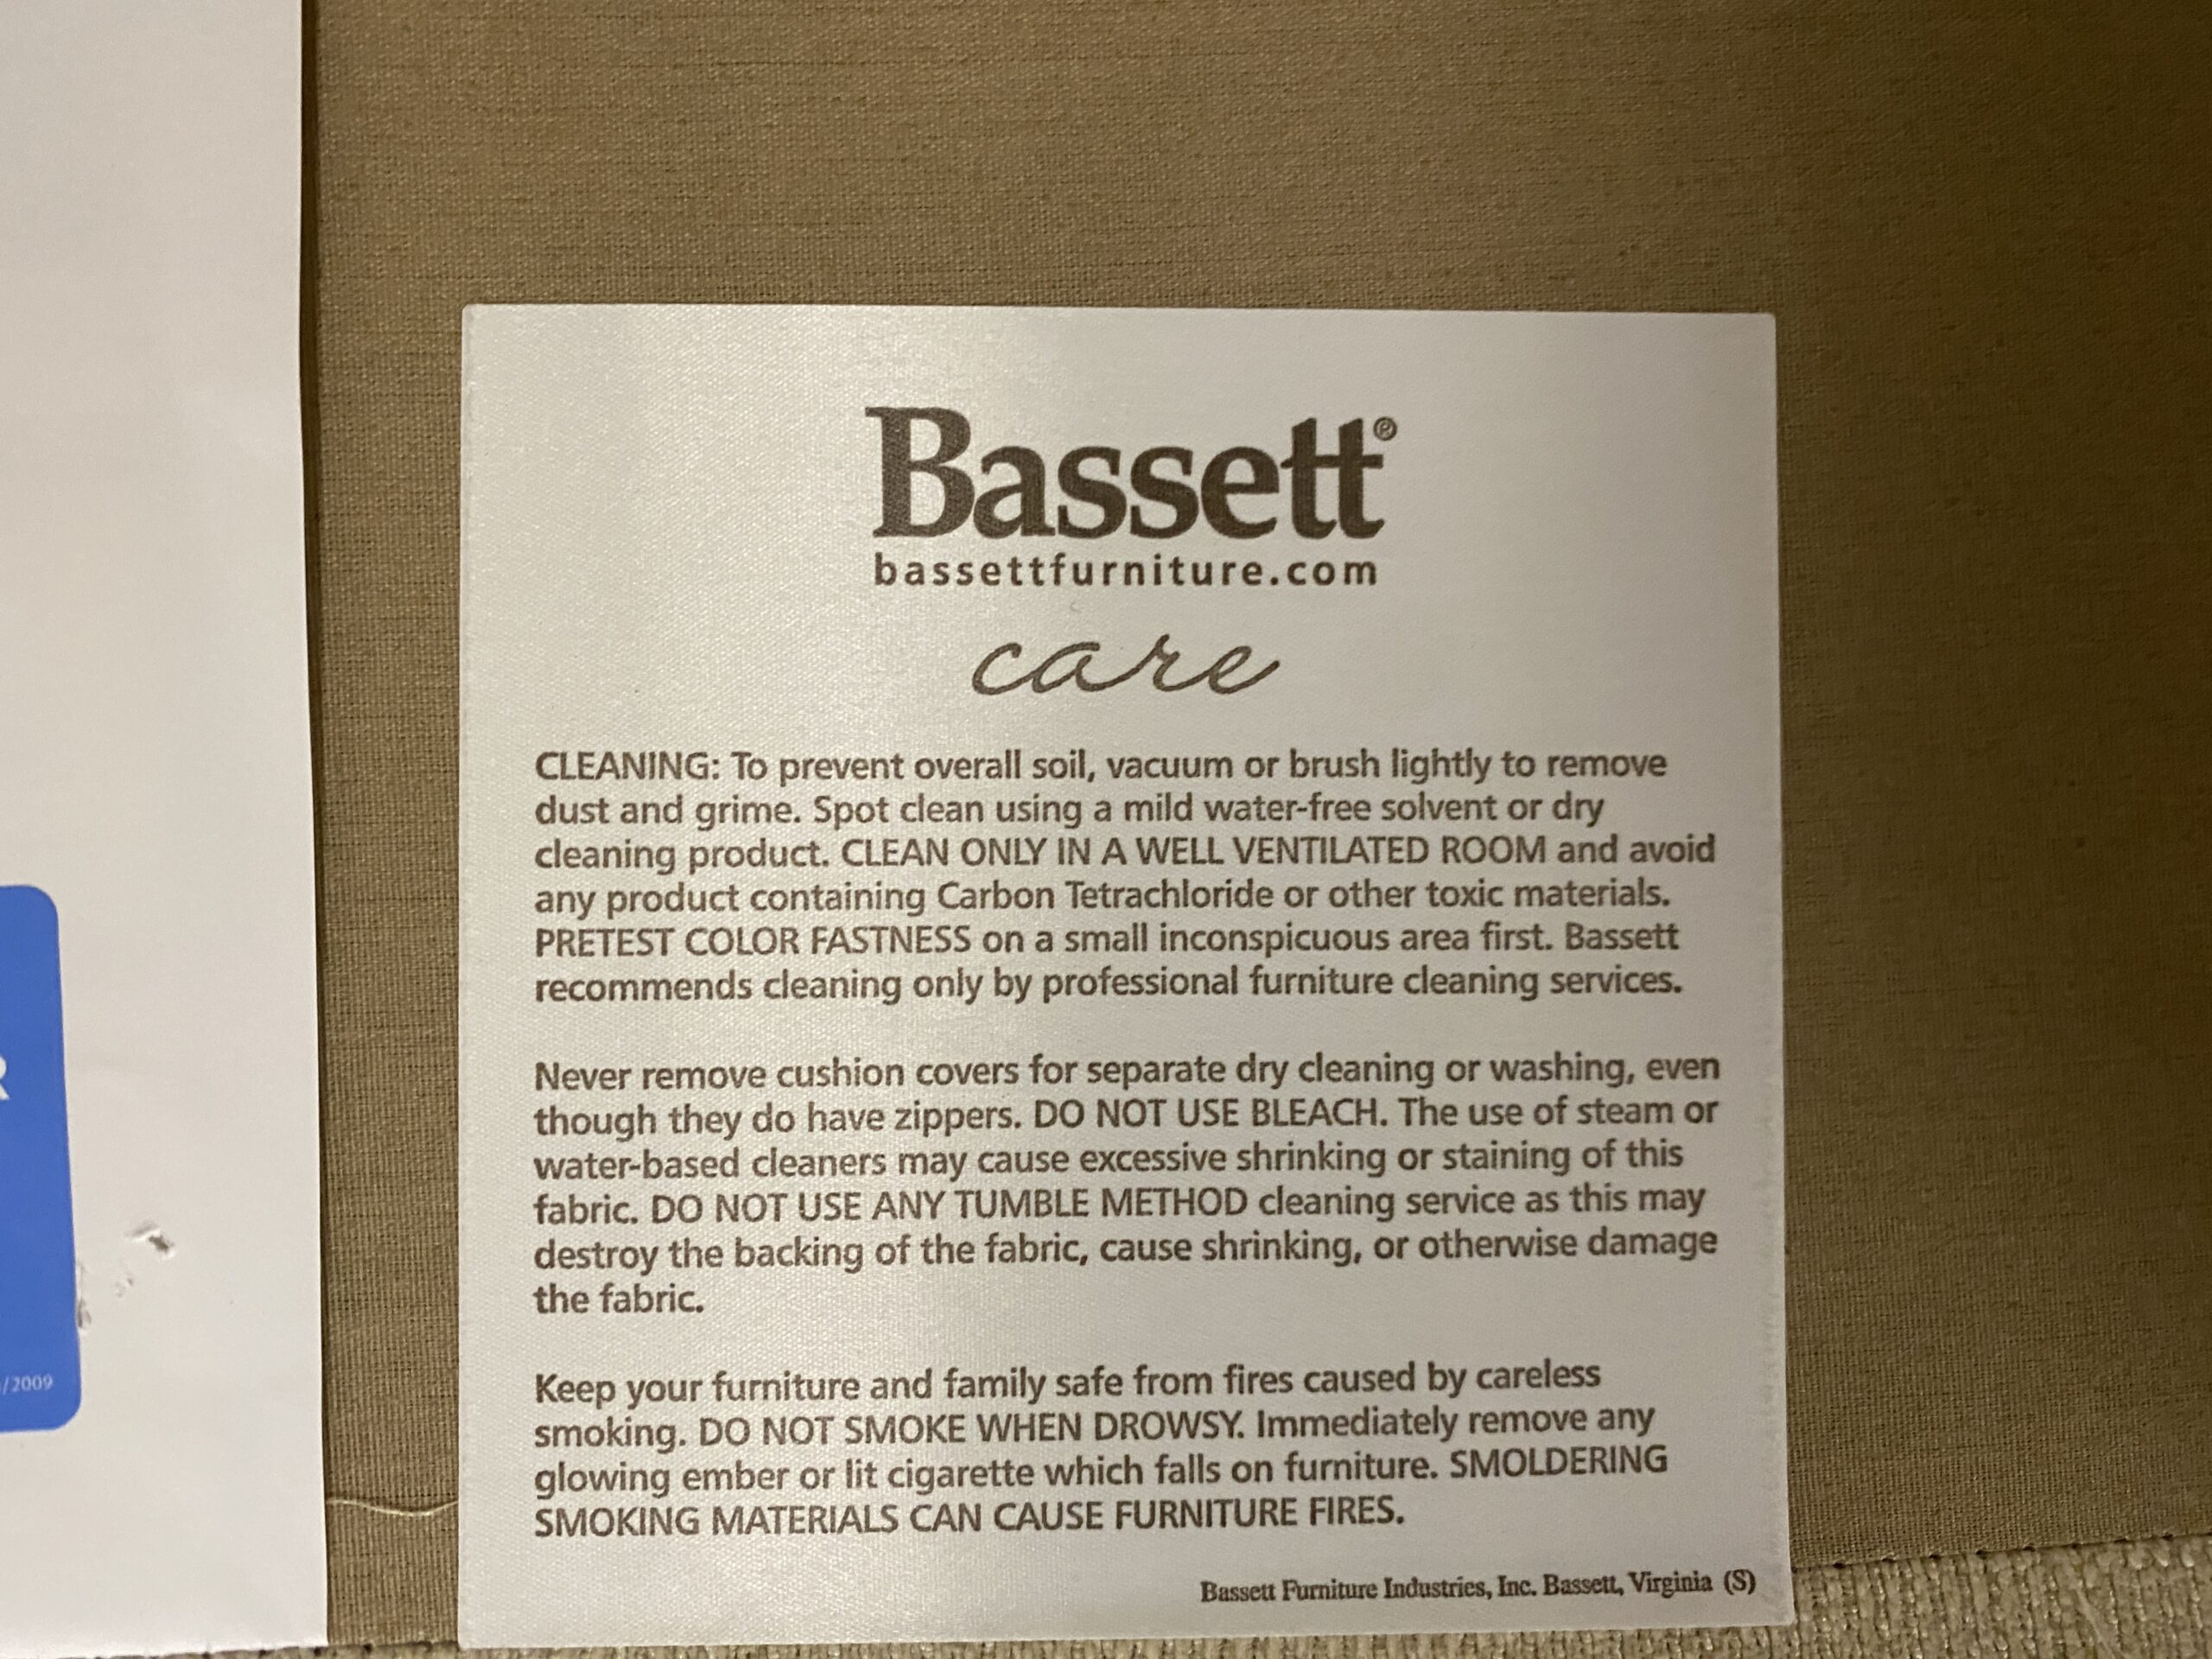 Bassett®
bassettfurniture.com
care
CLEANING: To prevent overall soil, vacuum or brush lightly to remove
dust and grime. Spot clean using a mild water-free solvent or dry
cleaning product. CLEAN ONLY IN A WELL VENTILATED ROOM and avoid
any product containing Carbon Tetrachloride or other toxic materials.
PRETEST COLOR FASTNESS on a small inconspicuous area first. Bassett
recommends cleaning only by professional furniture cleaning services.
Never remove cushion covers for separate dry cleaning or washing, even
though they do have zippers. DO NOT USE BLEACH. The use of steam or
water-based cleaners may cause excessive shrinking or staining of this
fabric. DO NOT USE ANY TUMBLE METHOD cleaning service as this may
destroy the backing of the fabric, cause shrinking, or otherwise damage
the fabric.
Keep your furniture and family safe from fires caused by careless
smoking. DO NOT SMOKE WHEN DROWSY. Immediately remove any
glowing ember or lit cigarette which falls on furniture. SMOLDERING
SMOKING MATERIALS CAN CAUSE FURNITURE FIRES.
Bassett Furniture Industries, Inc. Bassett, Virginia (S)
R
/2009